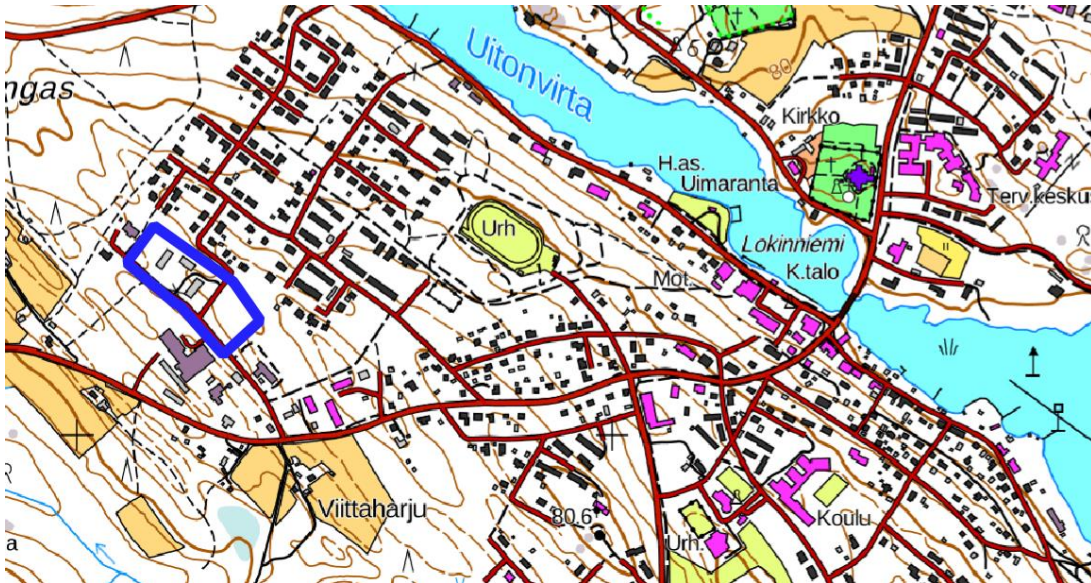 ngas
Uitonvirta
80
Kirkko
H.as.
Uimaranta
Terv.keskus
Urh
Lokinniemi
K.talo
Mot.
Viittaharju
80.6
Koulu
Urh.
a